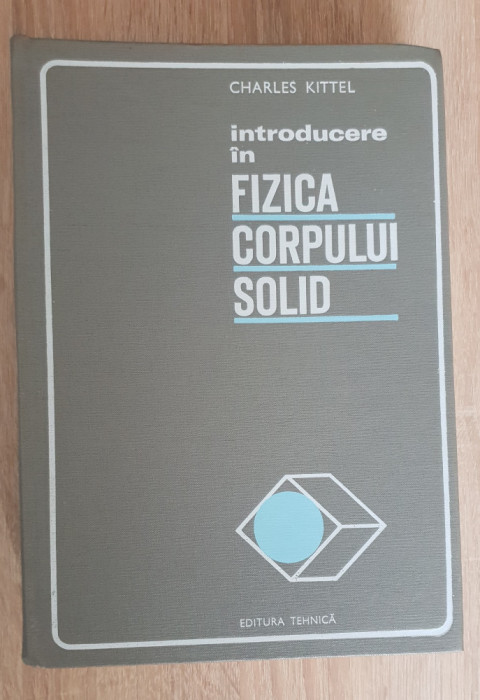 CHARLES KITTEL
introducere
în
FIZICA
CORPULUI
SOLID
EDITURA TEHNICĂ